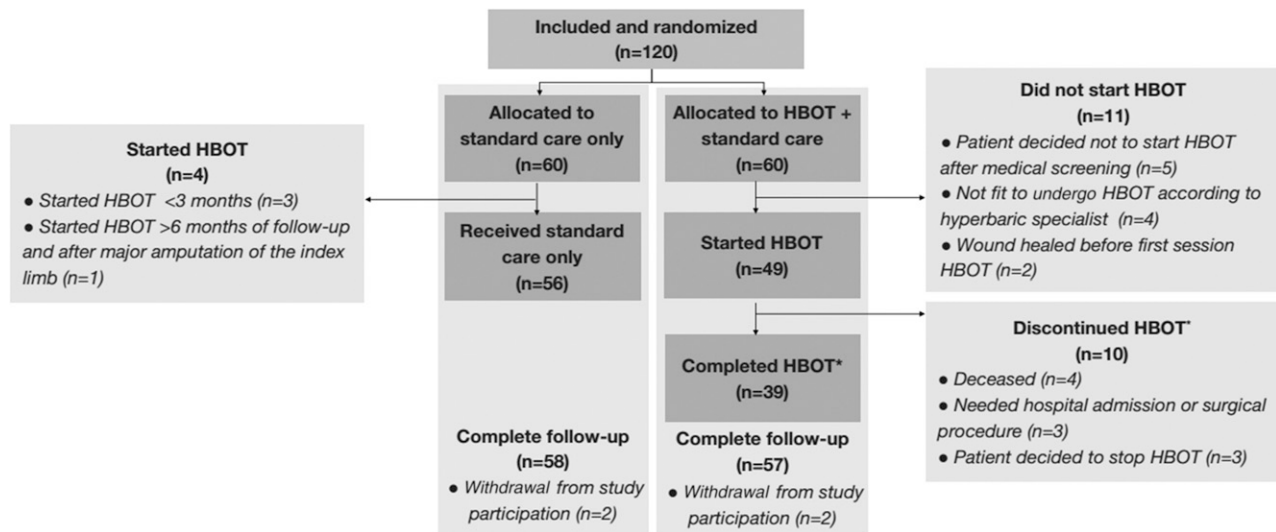 Included and randomized
(n=120)
Allocated to
standard care only
(n=60)
Allocated to HBOT +
standard care
(n=60)
Did not start HBOT
(n=11)
● Patient decided not to start HBOT
after medical screening (n=5)
● Not fit to undergo HBOT according to
hyperbaric specialist (n=4)
● Wound healed before first session
HBOT (n=2)
Started HBOT
(n=4)
● Started HBOT <3 months (n=3)
● Started HBOT >6 months of follow-up
and after major amputation of the index
limb (n=1)
Received standard
care only
(n=56)
Started HBOT
(n=49)
Discontinued HBOT*
(n=10)
● Deceased (n=4)
● Needed hospital admission or surgical
procedure (n=3)
● Patient decided to stop HBOT (n=3)
Completed HBOT*
(n=39)
Complete follow-up
(n=58)
● Withdrawal from study
participation (n=2)
Complete follow-up
(n=57)
● Withdrawal from study
participation (n=2)